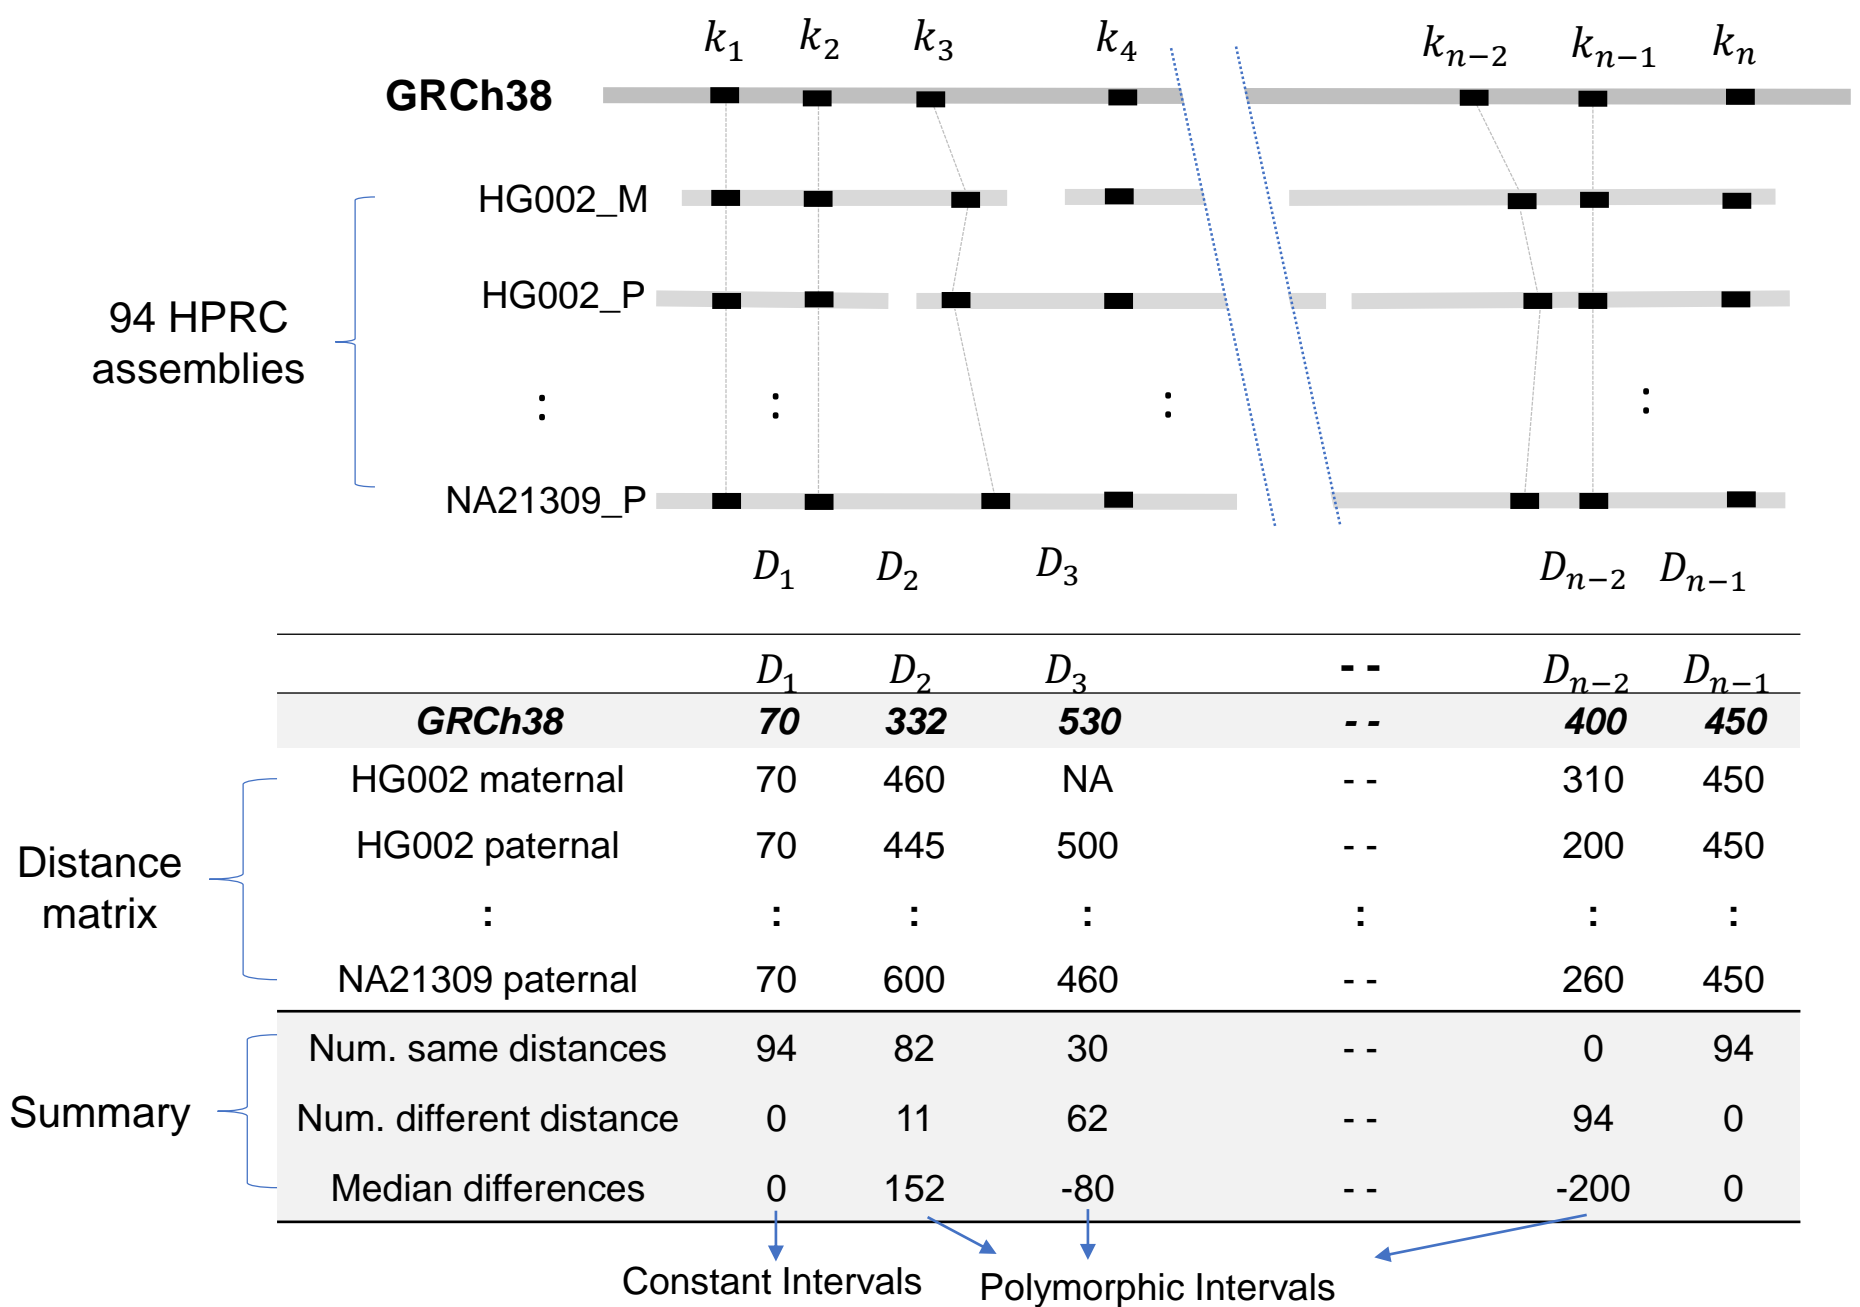 k₁ k₂ k₃ k₄ kₙ₋₂ kₙ₋₁ kₙ
GRCh38
HG002_M
HG002_P
94 HPRC
assemblies
: : : :
NA21309_P
D₁ D₂ D₃ Dₙ₋₂ Dₙ₋₁
D₁ D₂ D₃ - - Dₙ₋₂ Dₙ₋₁
GRCh38 70 332 530 - - 400 450
HG002 maternal 70 460 NA - - 310 450
HG002 paternal 70 445 500 - - 200 450
Distance
matrix
: : : : : : :
NA21309 paternal 70 600 460 - - 260 450
Num. same distances 94 82 30 - - 0 94
Summary
Num. different distance 0 11 62 - - 94 0
Median differences 0 152 -80 - - -200 0
Constant Intervals Polymorphic Intervals